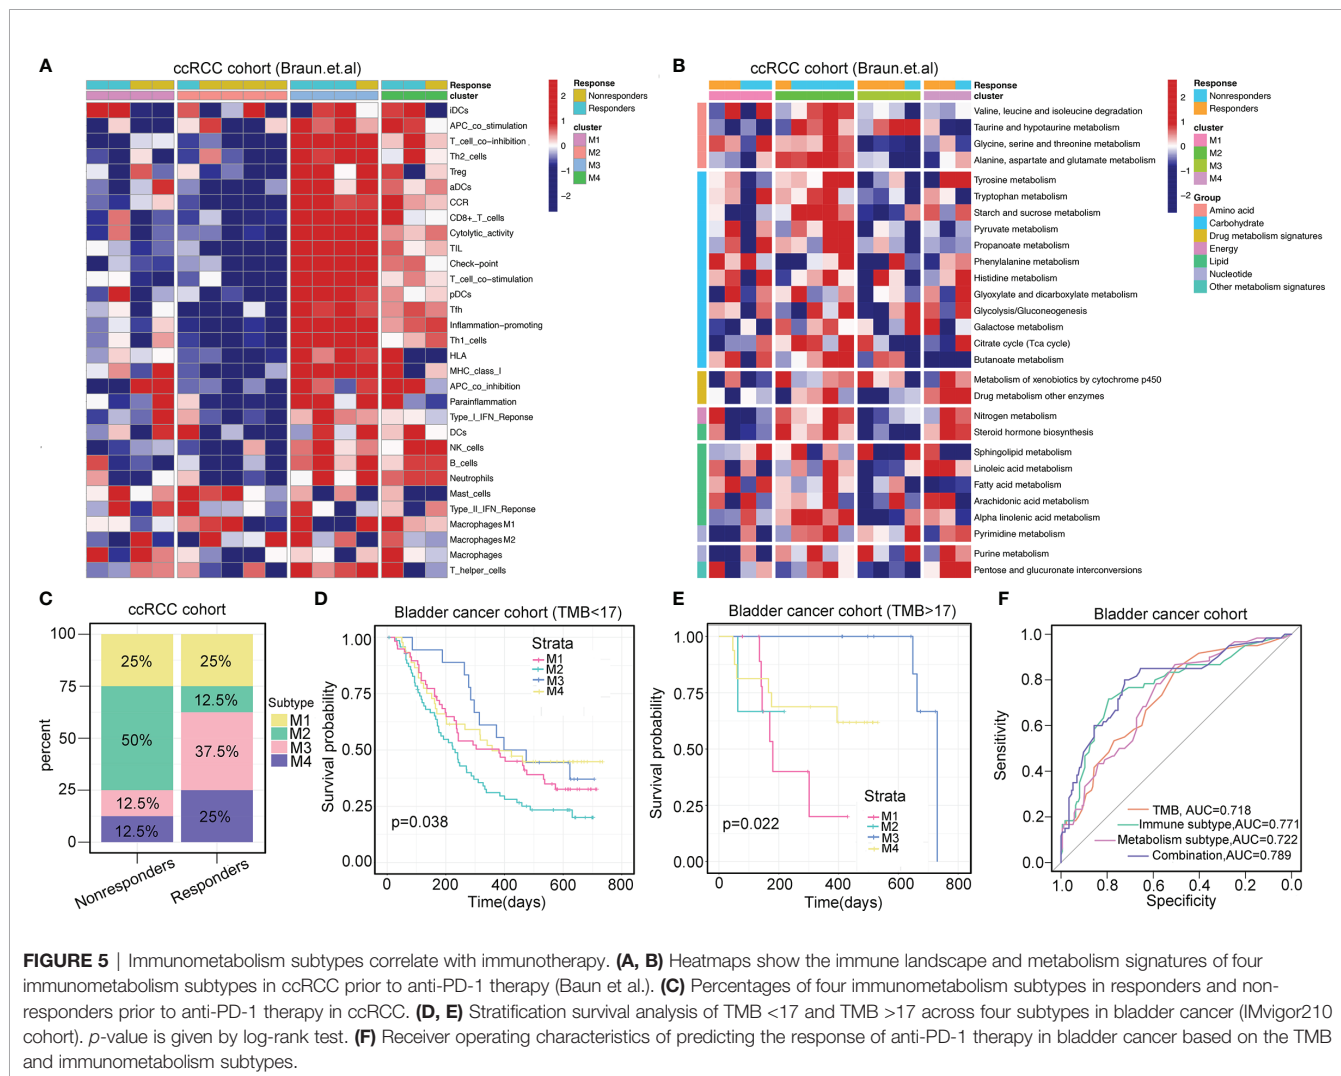 A
ccRCC cohort (Braun.et.al)
Response
cluster
iDCs
APC_co_stimulation
T_cell_co-inhibition
Th2_cells
Treg
aDCs
CCR
CD8+_T_cells
Cytolytic_activity
TIL
Check-point
T_cell_co-stimulation
pDCs
Tfh
Inflammation-promoting
Th1_cells
HLA
MHC_class_I
APC_co_inhibition
Parainflammation
Type_I_IFN_Reponse
DCs
NK_cells
B_cells
Neutrophils
Mast_cells
Type_II_IFN_Reponse
Macrophages M1
Macrophages M2
Macrophages
T_helper_cells
2
1
0
−1
−2
Response
Nonresponders
Responders
cluster
M1
M2
M3
M4
B
ccRCC cohort (Braun.et.al)
Response
cluster
Valine, leucine and isoleucine degradation
Taurine and hypotaurine metabolism
Glycine, serine and threonine metabolism
Alanine, aspartate and glutamate metabolism
Tyrosine metabolism
Tryptophan metabolism
Starch and sucrose metabolism
Pyruvate metabolism
Propanoate metabolism
Phenylalanine metabolism
Histidine metabolism
Glyoxylate and dicarboxylate metabolism
Glycolysis/Gluconeogenesis
Galactose metabolism
Citrate cycle (Tca cycle)
Butanoate metabolism
Metabolism of xenobiotics by cytochrome p450
Drug metabolism other enzymes
Nitrogen metabolism
Steroid hormone biosynthesis
Sphingolipid metabolism
Linoleic acid metabolism
Fatty acid metabolism
Arachidonic acid metabolism
Alpha linolenic acid metabolism
Pyrimidine metabolism
Purine metabolism
Pentose and glucuronate interconversions
2
1
0
−1
−2
Response
Nonresponders
Responders
cluster
M1
M2
M3
M4
Group
Amino acid
Carbohydrate
Drug metabolism signatures
Energy
Lipid
Nucleotide
Other metabolism signatures
C
ccRCC cohort
percent
100
75
50
25
0
25%
50%
12.5%
12.5%
25%
12.5%
37.5%
25%
Nonresponders
Responders
Subtype
M1
M2
M3
M4
D
Bladder cancer cohort (TMB<17)
Survival probability
1.00
0.75
0.50
0.25
0.00
Strata
M1
M2
M3
M4
p=0.038
0 200 400 600 800
Time(days)
E
Bladder cancer cohort (TMB>17)
Survival probability
1.00
0.75
0.50
0.25
0.00
Strata
M1
M2
M3
M4
p=0.022
0 200 400 600 800
Time(days)
F
Bladder cancer cohort
Sensitivity
1.0
0.8
0.6
0.4
0.2
0.0
TMB, AUC=0.718
Immune subtype,AUC=0.771
Metabolism subtype,AUC=0.722
Combination,AUC=0.789
1.0 0.8 0.6 0.4 0.2 0.0
Specificity
FIGURE 5 | Immunometabolism subtypes correlate with immunotherapy. (A, B) Heatmaps show the immune landscape and metabolism signatures of four
immunometabolism subtypes in ccRCC prior to anti-PD-1 therapy (Baun et al.). (C) Percentages of four immunometabolism subtypes in responders and non-
responders prior to anti-PD-1 therapy in ccRCC. (D, E) Stratification survival analysis of TMB <17 and TMB >17 across four subtypes in bladder cancer (IMvigor210
cohort). p-value is given by log-rank test. (F) Receiver operating characteristics of predicting the response of anti-PD-1 therapy in bladder cancer based on the TMB
and immunometabolism subtypes.